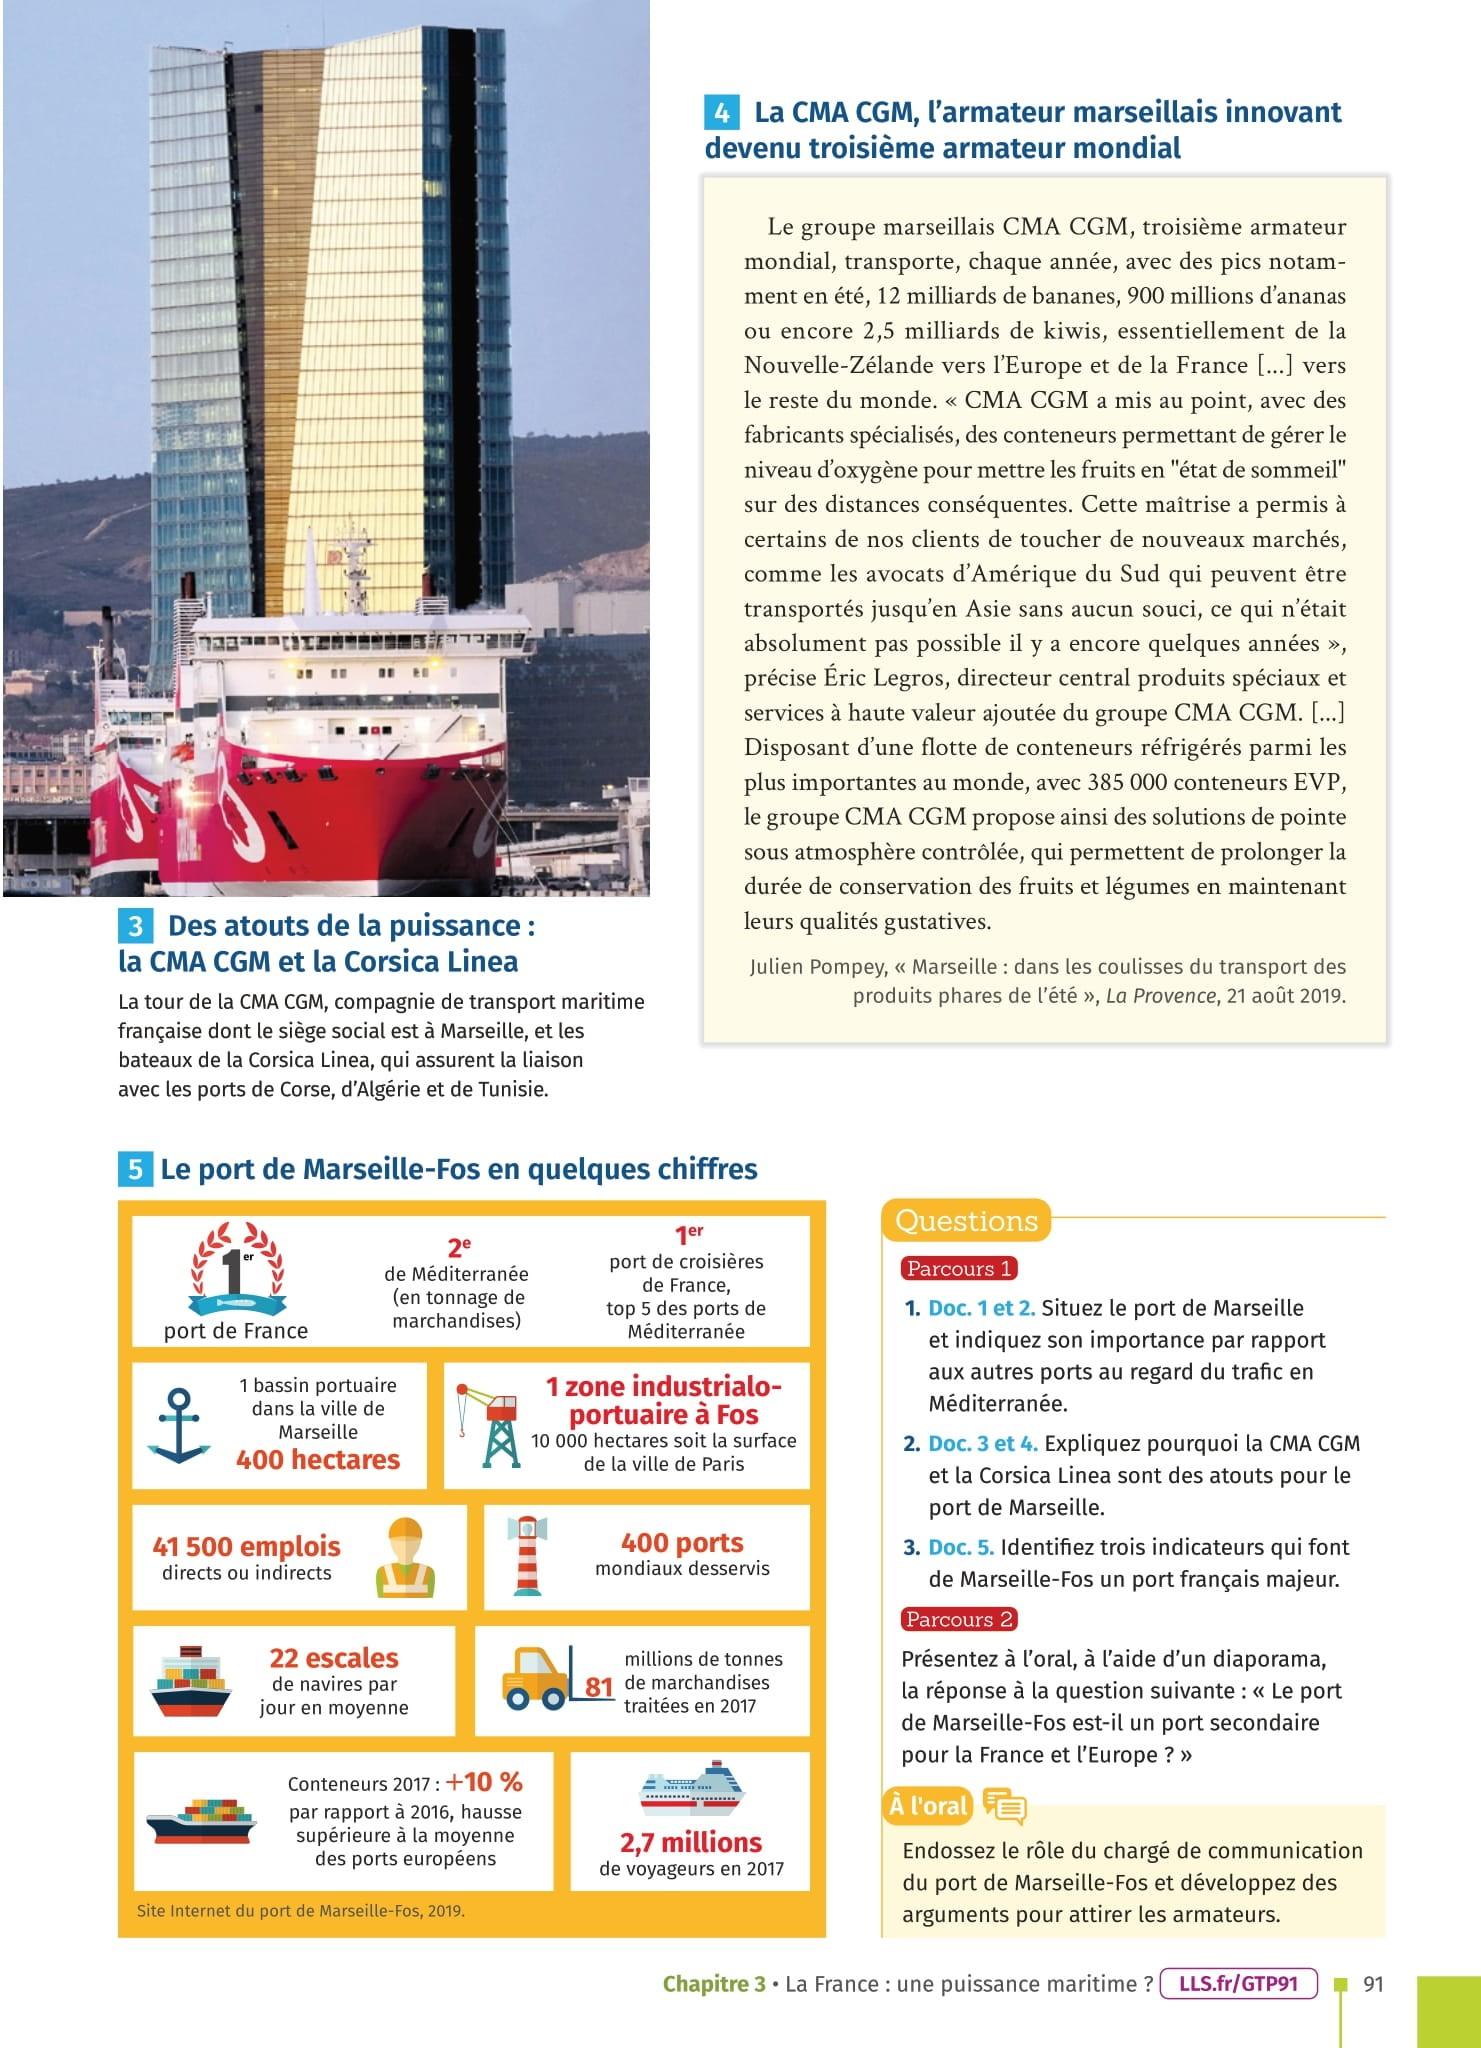 4 La CMA CGM, l’armateur marseillais innovant
devenu troisième armateur mondial
Le groupe marseillais CMA CGM, troisième armateur
mondial, transporte, chaque année, avec des pics notam-
ment en été, 12 milliards de bananes, 900 millions d’ananas
ou encore 2,5 milliards de kiwis, essentiellement de la
Nouvelle-Zélande vers l’Europe et de la France [...] vers
le reste du monde. « CMA CGM a mis au point, avec des
fabricants spécialisés, des conteneurs permettant de gérer le
niveau d’oxygène pour mettre les fruits en "état de sommeil"
sur des distances conséquentes. Cette maîtrise a permis à
certains de nos clients de toucher de nouveaux marchés,
comme les avocats d’Amérique du Sud qui peuvent être
transportés jusqu’en Asie sans aucun souci, ce qui n’était
absolument pas possible il y a encore quelques années »,
précise Éric Legros, directeur central produits spéciaux et
services à haute valeur ajoutée du groupe CMA CGM. [...]
Disposant d’une flotte de conteneurs réfrigérés parmi les
plus importantes au monde, avec 385 000 conteneurs EVP,
le groupe CMA CGM propose ainsi des solutions de pointe
sous atmosphère contrôlée, qui permettent de prolonger la
durée de conservation des fruits et légumes en maintenant
leurs qualités gustatives.
Julien Pompey, « Marseille : dans les coulisses du transport des
produits phares de l’été », La Provence, 21 août 2019.
3 Des atouts de la puissance :
la CMA CGM et la Corsica Linea
La tour de la CMA CGM, compagnie de transport maritime
française dont le siège social est à Marseille, et les
bateaux de la Corsica Linea, qui assurent la liaison
avec les ports de Corse, d’Algérie et de Tunisie.
5 Le port de Marseille-Fos en quelques chiffres
1er
port de France
2e
de Méditerranée
(en tonnage de
marchandises)
1er
port de croisières
de France,
top 5 des ports de
Méditerranée
1 bassin portuaire
dans la ville de
Marseille
400 hectares
1 zone industrialo-
portuaire à Fos
10 000 hectares soit la surface
de la ville de Paris
41 500 emplois
directs ou indirects
400 ports
mondiaux desservis
22 escales
de navires par
jour en moyenne
81 millions de tonnes
de marchandises
traitées en 2017
Conteneurs 2017 : +10 %
par rapport à 2016, hausse
supérieure à la moyenne
des ports européens
2,7 millions
de voyageurs en 2017
Site Internet du port de Marseille-Fos, 2019.
Questions
Parcours 1
1. Doc. 1 et 2. Situez le port de Marseille
et indiquez son importance par rapport
aux autres ports au regard du trafic en
Méditerranée.
2. Doc. 3 et 4. Expliquez pourquoi la CMA CGM
et la Corsica Linea sont des atouts pour le
port de Marseille.
3. Doc. 5. Identifiez trois indicateurs qui font
de Marseille-Fos un port français majeur.
Parcours 2
Présentez à l’oral, à l’aide d’un diaporama,
la réponse à la question suivante : « Le port
de Marseille-Fos est-il un port secondaire
pour la France et l’Europe ? »
À l'oral
Endossez le rôle du chargé de communication
du port de Marseille-Fos et développez des
arguments pour attirer les armateurs.
Chapitre 3 • La France : une puissance maritime ? LLS.fr/GTP91 91